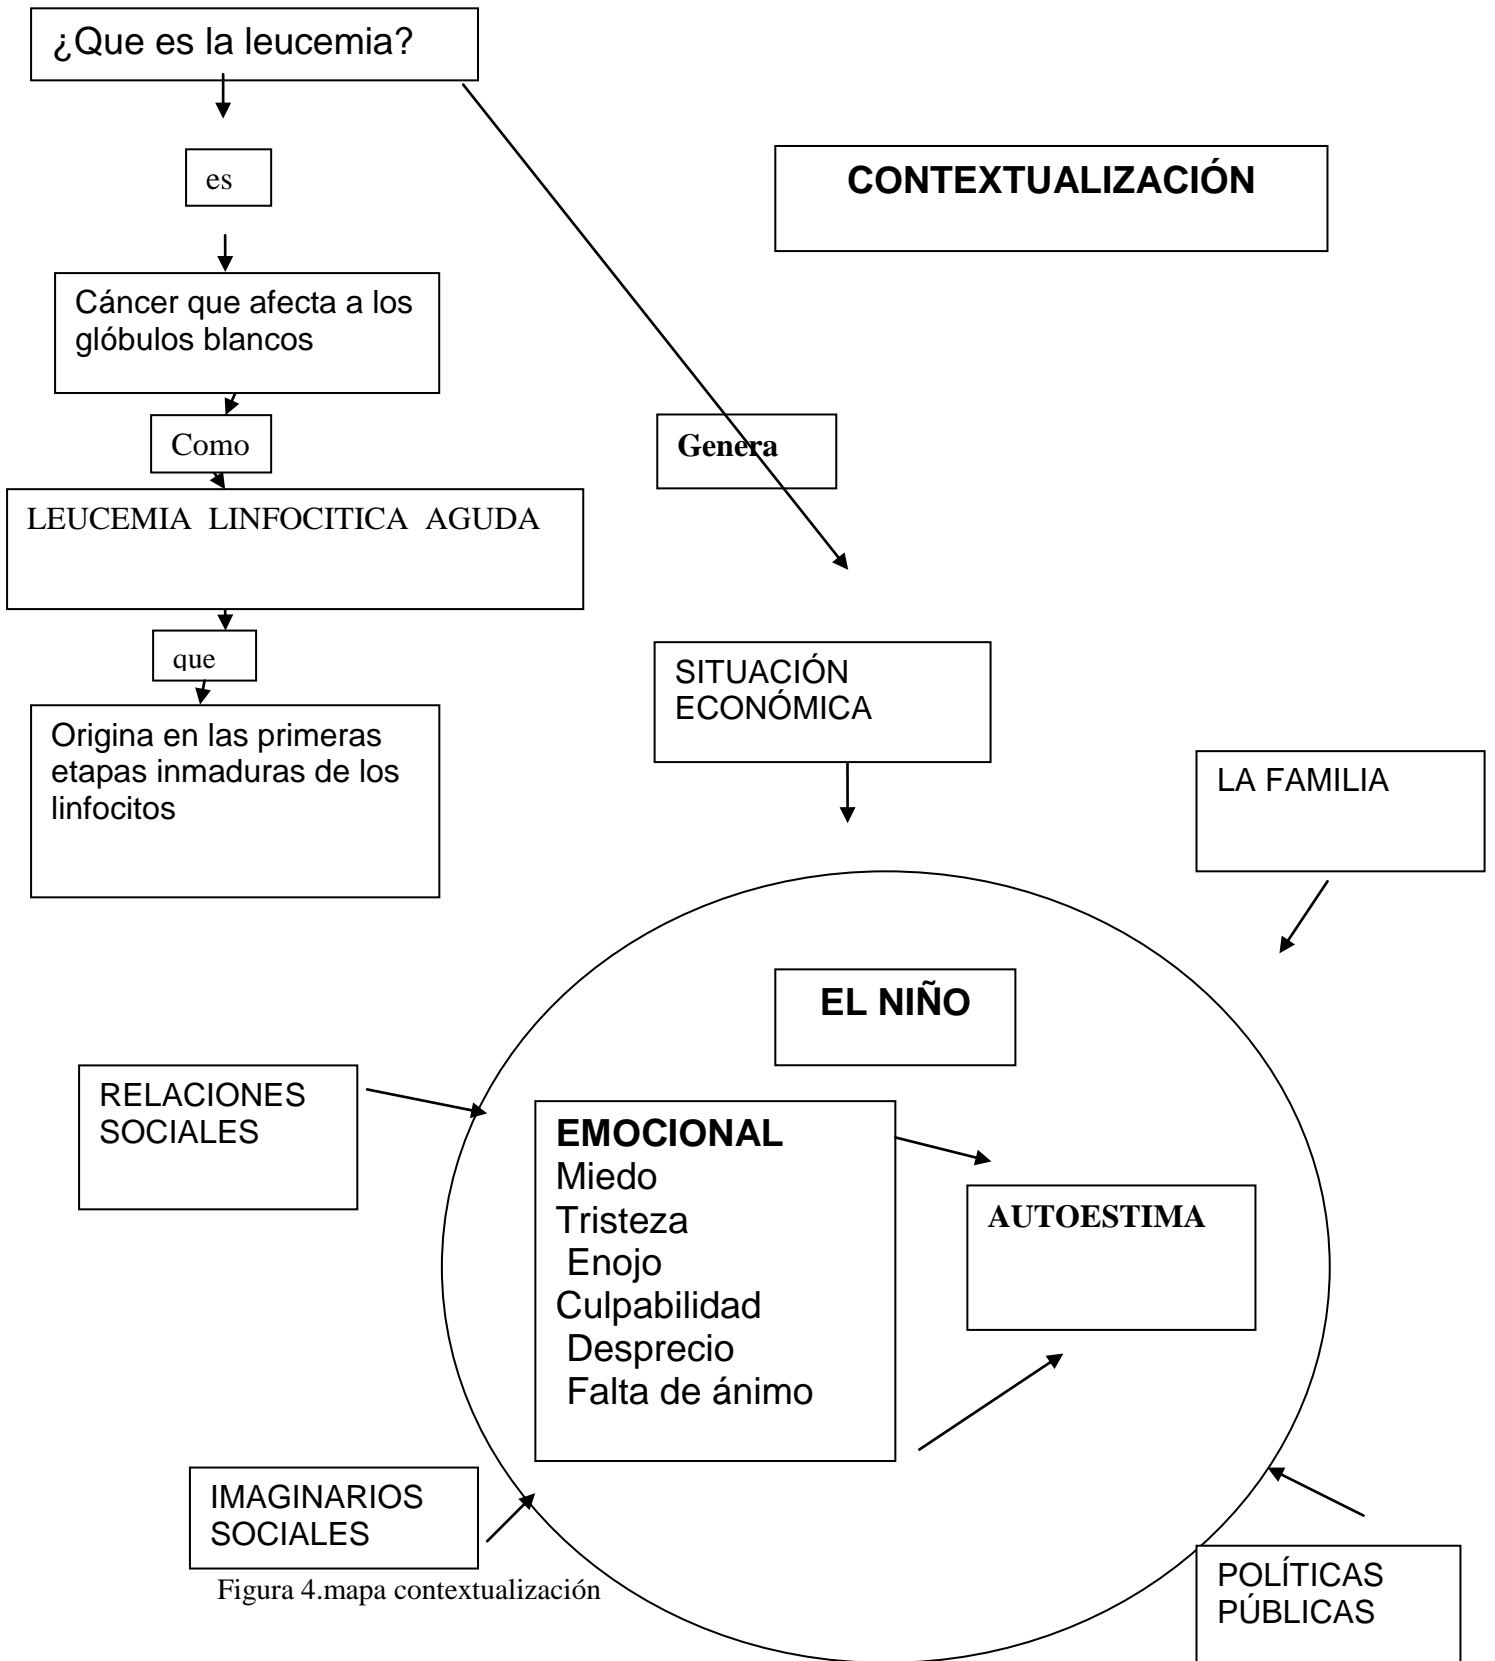 ¿Que es la leucemia?
es
CONTEXTUALIZACIÓN
Cáncer que afecta a los
glóbulos blancos
Como
Genera
LEUCEMIA LINFOCITICA AGUDA
que
Origina en las primeras
etapas inmaduras de los
linfocitos
SITUACIÓN
ECONÓMICA
LA FAMILIA
EL NIÑO
RELACIONES
SOCIALES
EMOCIONAL
Miedo
Tristeza
Enojo
Culpabilidad
Desprecio
Falta de ánimo
AUTOESTIMA
IMAGINARIOS
SOCIALES
POLÍTICAS
PÚBLICAS
Figura 4.mapa contextualización